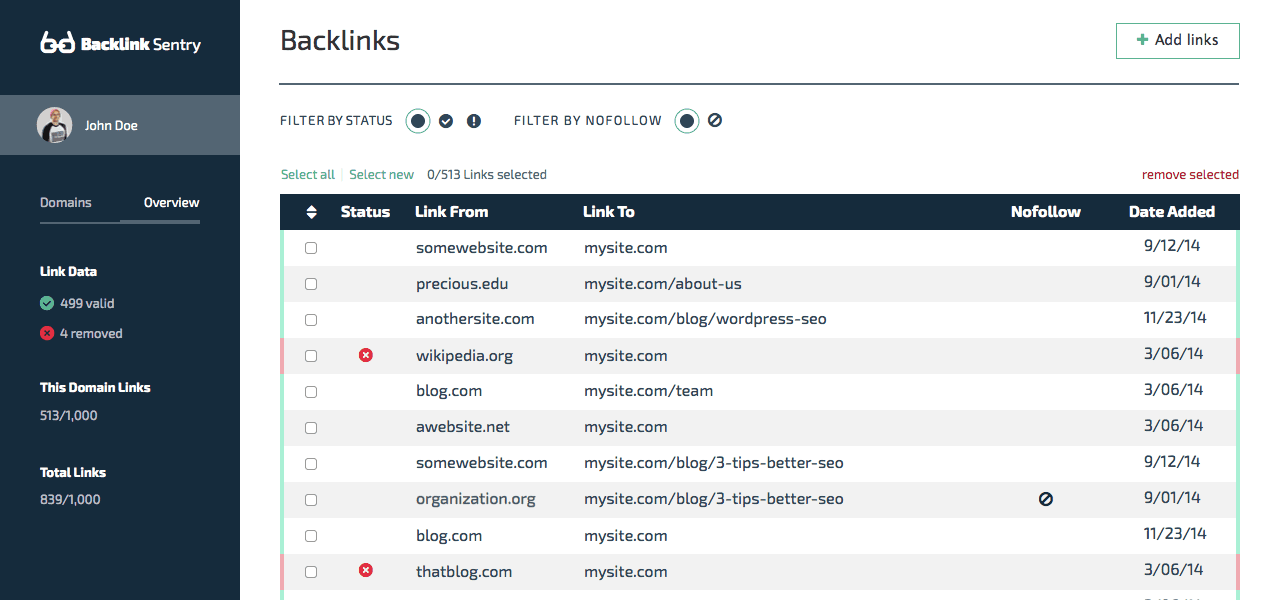 Backlink Sentry
John Doe
Domains Overview
Link Data
499 valid
4 removed
This Domain Links
513/1,000
Total Links
839/1,000
Backlinks
+ Add links
FILTER BY STATUS FILTER BY NOFOLLOW
Select all | Select new 0/513 Links selected remove selected
Status Link From Link To Nofollow Date Added
somewebsite.com mysite.com 9/12/14
precious.edu mysite.com/about-us 9/01/14
anothersite.com mysite.com/blog/wordpress-seo 11/23/14
wikipedia.org mysite.com 3/06/14
blog.com mysite.com/team 3/06/14
awebsite.net mysite.com 3/06/14
somewebsite.com mysite.com/blog/3-tips-better-seo 9/12/14
organization.org mysite.com/blog/3-tips-better-seo 9/01/14
blog.com mysite.com 11/23/14
thatblog.com mysite.com 3/06/14